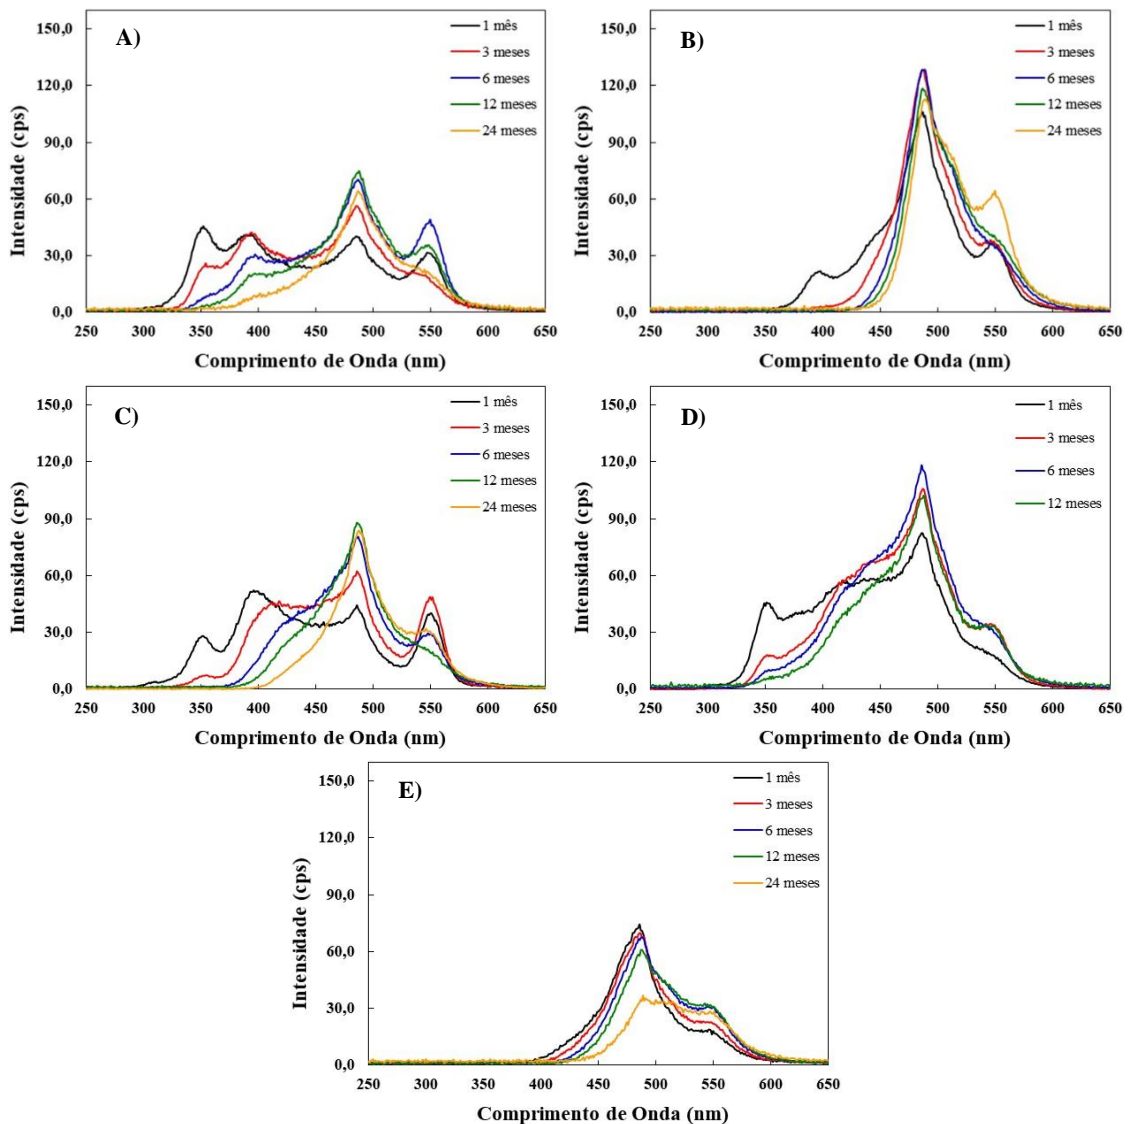 A)
1 mês
3 meses
6 meses
12 meses
24 meses
Intensidade (cps)
150,0
120,0
90,0
60,0
30,0
0,0
250 300 350 400 450 500 550 600 650
Comprimento de Onda (nm)
B)
1 mês
3 meses
6 meses
12 meses
24 meses
Intensidade (cps)
150,0
120,0
90,0
60,0
30,0
0,0
250 300 350 400 450 500 550 600 650
Comprimento de Onda (nm)
C)
1 mês
3 meses
6 meses
12 meses
24 meses
Intensidade (cps)
150,0
120,0
90,0
60,0
30,0
0,0
250 300 350 400 450 500 550 600 650
Comprimento de Onda (nm)
D)
1 mês
3 meses
6 meses
12 meses
Intensidade (cps)
150,0
120,0
90,0
60,0
30,0
0,0
250 300 350 400 450 500 550 600 650
Comprimento de Onda (nm)
E)
1 mês
3 meses
6 meses
12 meses
24 meses
Intensidade (cps)
150,0
120,0
90,0
60,0
30,0
0,0
250 300 350 400 450 500 550 600 650
Comprimento de Onda (nm)